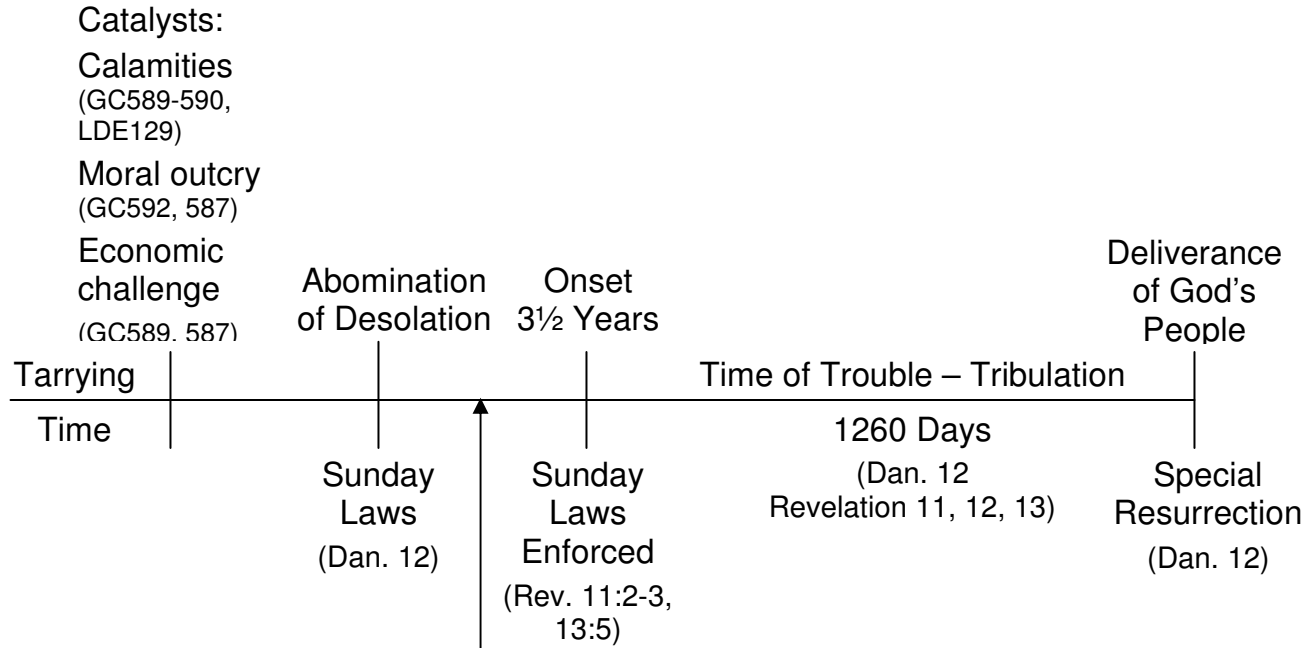 Catalysts:
Calamities
(GC589-590,
LDE129)
Moral outcry
(GC592, 587)
Economic
challenge
(GC589, 587)
Abomination
of Desolation
Onset
3½ Years
Deliverance
of God's
People
Tarrying
Time
Time of Trouble – Tribulation
1260 Days
(Dan. 12
Revelation 11, 12, 13)
Sunday
Laws
(Dan. 12)
Sunday
Laws
Enforced
(Rev. 11:2-3,
13:5)
Special
Resurrection
(Dan. 12)